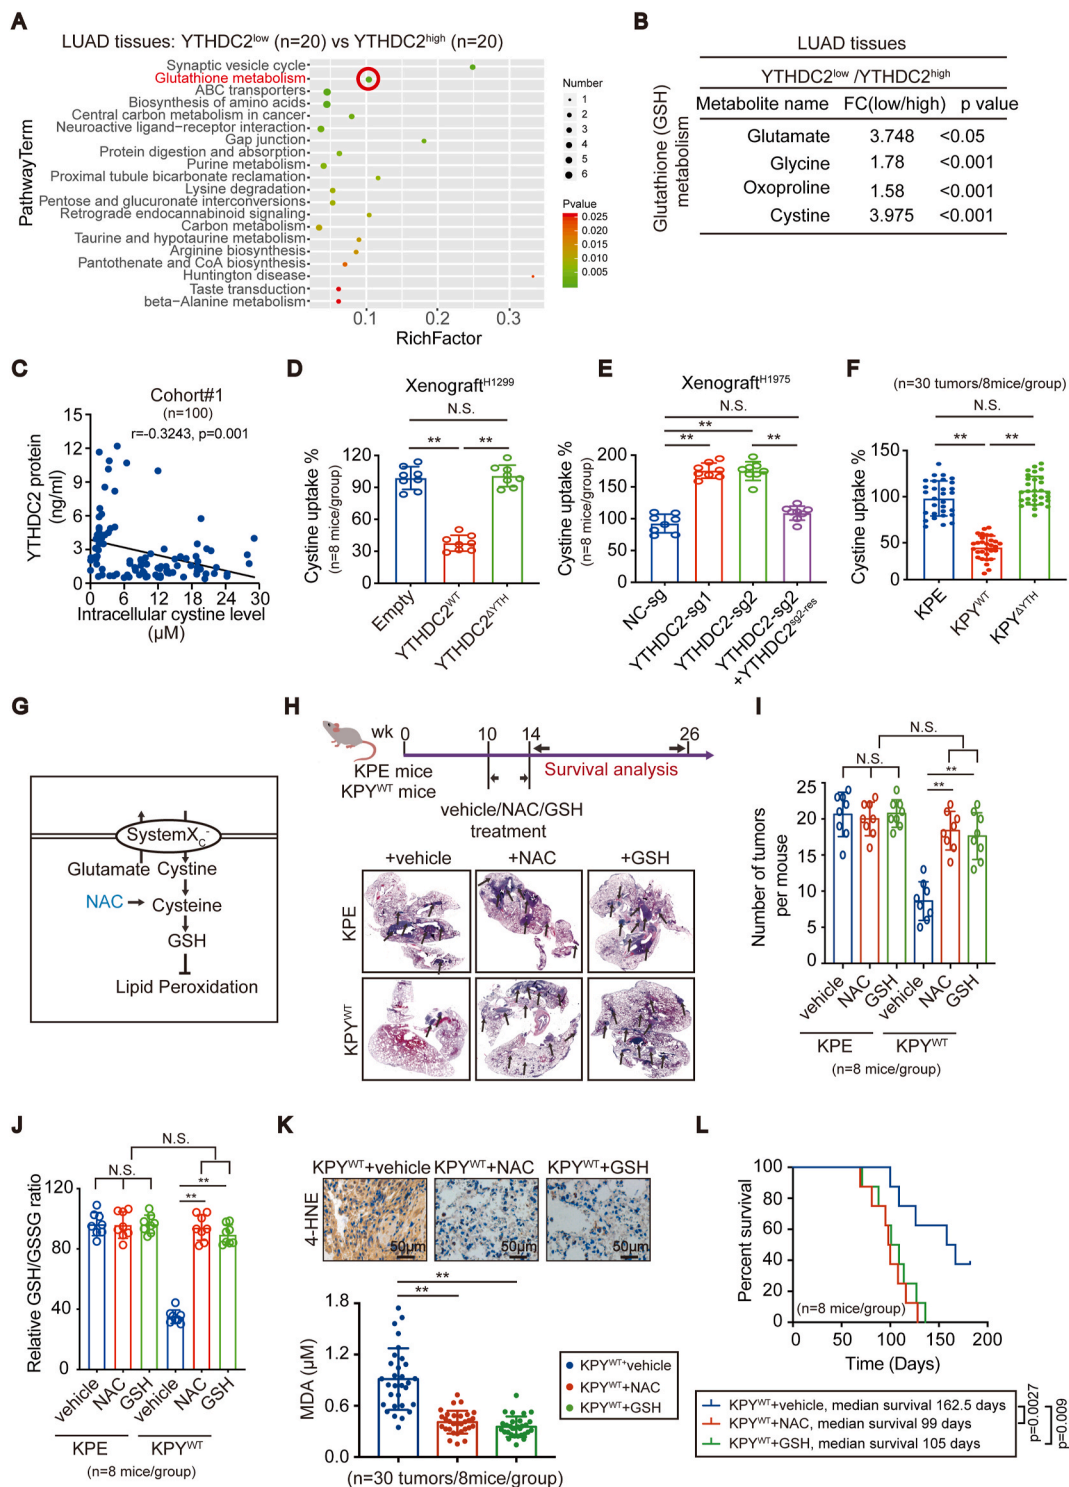 A
LUAD tissues: YTHDC2low (n=20) vs YTHDC2high (n=20)
PathwayTerm
Synaptic vesicle cycle
Glutathione metabolism
ABC transporters
Biosynthesis of amino acids
Central carbon metabolism in cancer
Neuroactive ligand−receptor interaction
Gap junction
Protein digestion and absorption
Purine metabolism
Proximal tubule bicarbonate reclamation
Lysine degradation
Pentose and glucuronate interconversions
Retrograde endocannabinoid signaling
Carbon metabolism
Taurine and hypotaurine metabolism
Arginine biosynthesis
Pantothenate and CoA biosynthesis
Huntington disease
Taste transduction
beta−Alanine metabolism
0.1 0.2 0.3
RichFactor
Number
1
2
3
4
5
6
Pvalue
0.025
0.020
0.015
0.010
0.005
B
LUAD tissues
YTHDC2low /YTHDC2high
Glutathione (GSH)
metabolism
Metabolite name FC(low/high) p value
Glutamate 3.748 <0.05
Glycine 1.78 <0.001
Oxoproline 1.58 <0.001
Cystine 3.975 <0.001
C
Cohort#1
(n=100)
r=-0.3243, p=0.001
YTHDC2 protein
(ng/ml)
15
12
9
6
3
0
0 6 12 18 24 30
Intracellular cystine level
(µM)
D
XenograftH1299
N.S.
** **
Cystine uptake %
(n=8 mice/group)
120
90
60
30
0
Empty
YTHDC2WT
YTHDC2ΔYTH
E
XenograftH1975
N.S.
**
** **
Cystine uptake %
(n=8 mice/group)
200
150
100
50
0
NC-sg
YTHDC2-sg1
YTHDC2-sg2
YTHDC2-sg2
+YTHDC2sg2-res
F
(n=30 tumors/8mice/group)
N.S.
** **
Cystine uptake %
150
100
50
0
KPE
KPYWT
KPYΔYTH
G
SystemXc-
Glutamate Cystine
NAC Cysteine
GSH
Lipid Peroxidation
H
wk 0 10 14 26
KPE mice
KPYWT mice
Survival analysis
vehicle/NAC/GSH
treatment
+vehicle +NAC +GSH
KPE
KPYWT
I
N.S.
N.S.
**
**
Number of tumors
per mouse
25
20
15
10
5
0
vehicle NAC GSH vehicle NAC GSH
KPE KPYWT
(n=8 mice/group)
J
N.S.
N.S.
**
**
Relative GSH/GSSG ratio
120
80
40
0
vehicle NAC GSH vehicle NAC GSH
KPE KPYWT
(n=8 mice/group)
K
KPYWT+vehicle KPYWT+NAC KPYWT+GSH
4-HNE
50µm 50µm 50µm
**
**
MDA (µM)
1.8
1.2
0.6
0.0
(n=30 tumors/8mice/group)
KPYWT+vehicle
KPYWT+NAC
KPYWT+GSH
L
Percent survival
100
80
60
40
20
0
(n=8 mice/group)
0 50 100 150 200
Time (Days)
KPYWT+vehicle, median survival 162.5 days
KPYWT+NAC, median survival 99 days
KPYWT+GSH, median survival 105 days
p=0.0027
p=0.009